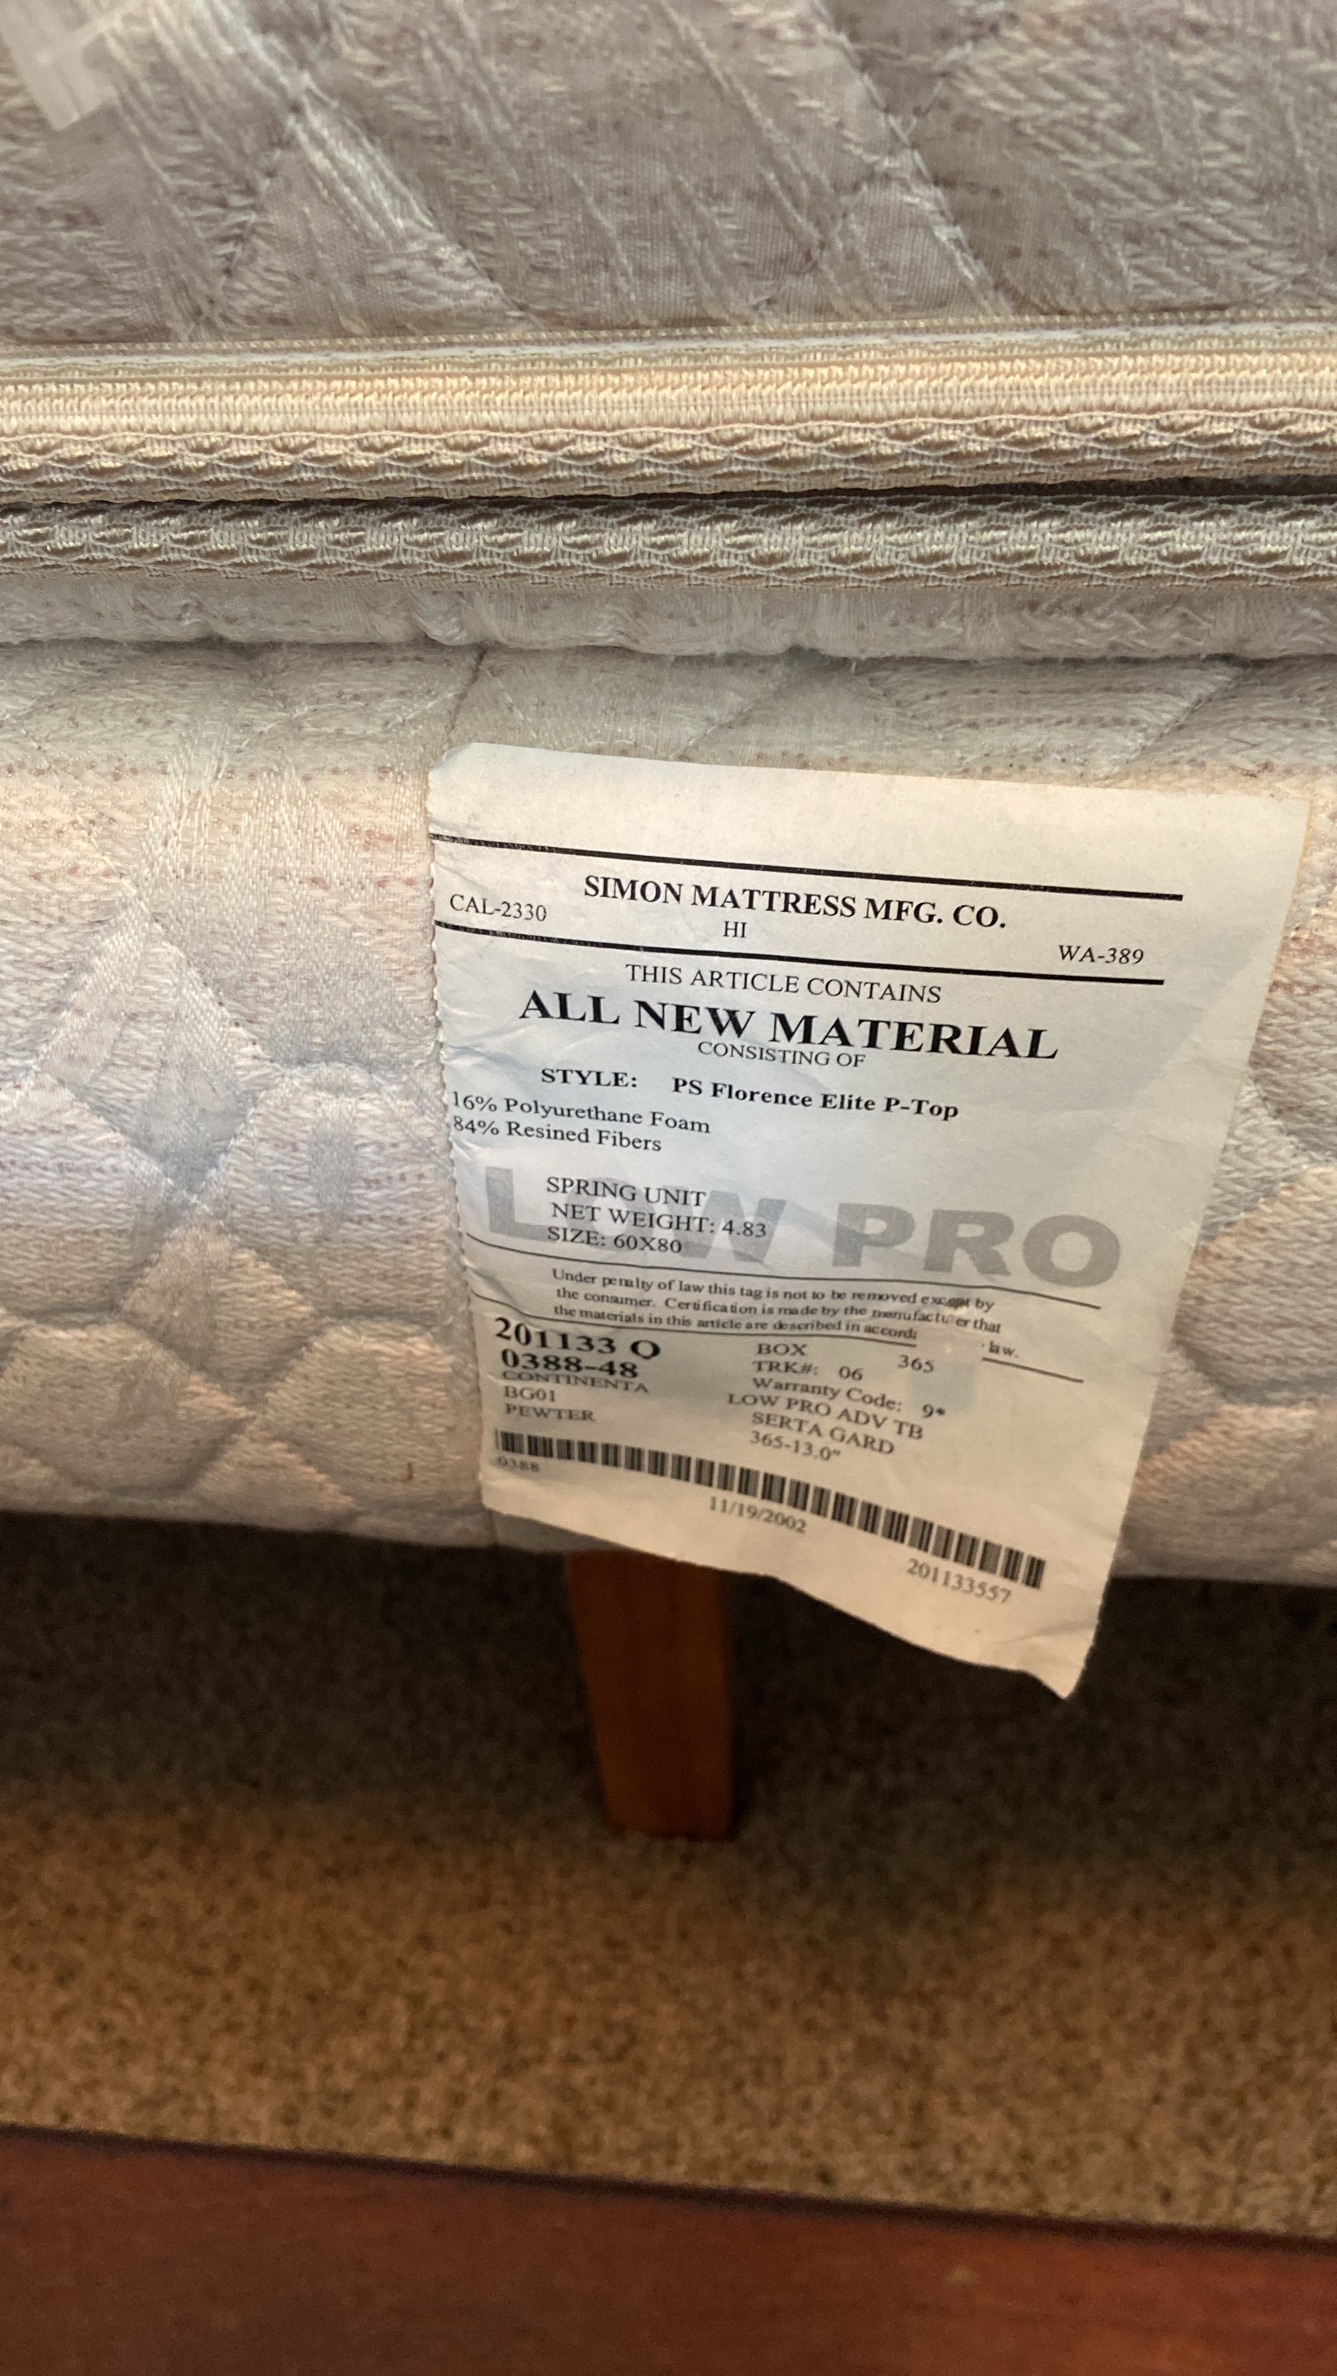 SIMON MATTRESS MFG. CO.
CAL-2330 HI WA-389
THIS ARTICLE CONTAINS
ALL NEW MATERIAL
CONSISTING OF
STYLE: PS Florence Elite P-Top
16% Polyurethane Foam
84% Resined Fibers
LOW PRO
SPRING UNIT
NET WEIGHT: 4.83
SIZE: 60X80
Under penalty of law this tag is not to be removed except by
the consumer. Certification is made by the manufacturer that
the materials in this article are described in law.
201133 Q BOX 365
0388-48 TRK#: 06
CONTINENTA Warranty Code: 9*
BG01 LOW PRO ADV TB
PEWTER SERTA GARD
365-13.0"
0388
11/19/2002
201133557